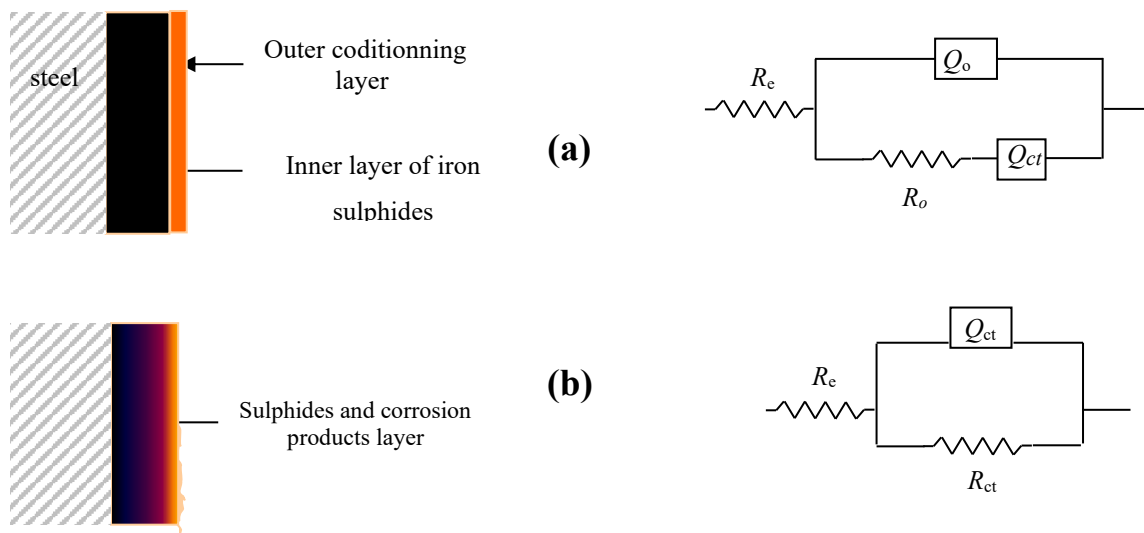 steel
Outer coditionning
layer
Inner layer of iron
sulphides
(a)
Re
Qo
Ro
Qct
Sulphides and corrosion
products layer
(b)
Re
Qct
Rct